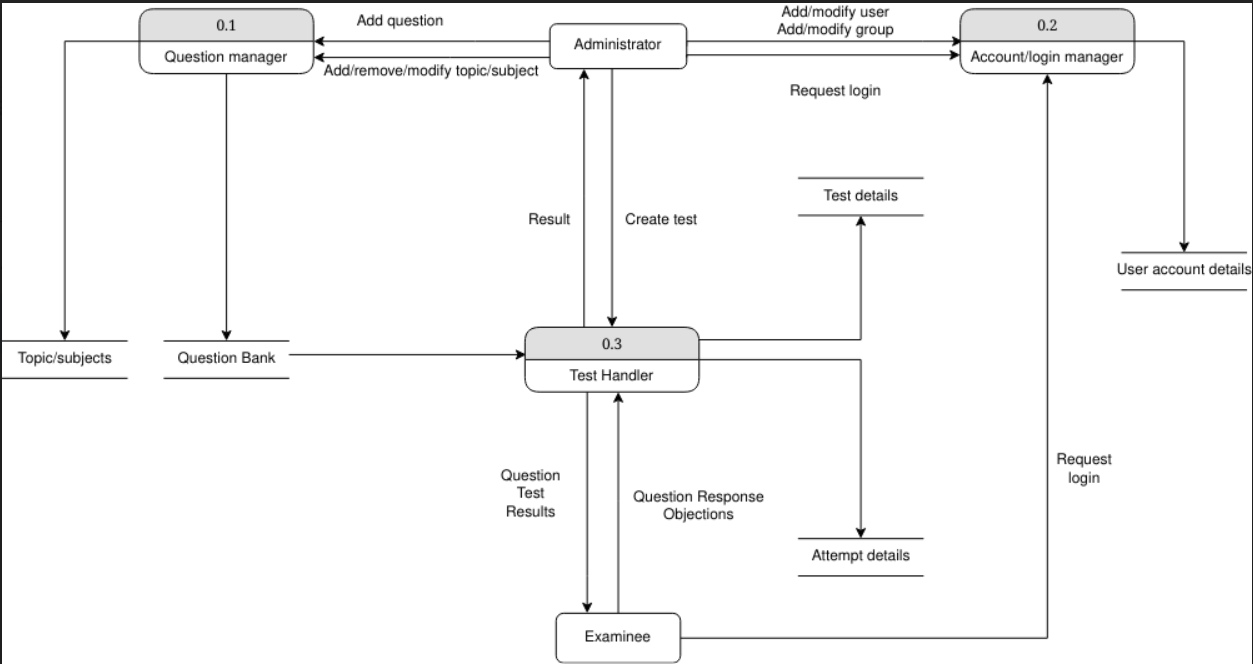 0.1
Question manager
Add question
Add/remove/modify topic/subject
Administrator
Add/modify user
Add/modify group
Request login
0.2
Account/login manager
Result
Create test
Test details
User account details
Topic/subjects
Question Bank
0.3
Test Handler
Question
Test
Results
Question Response
Objections
Attempt details
Request
login
Examinee